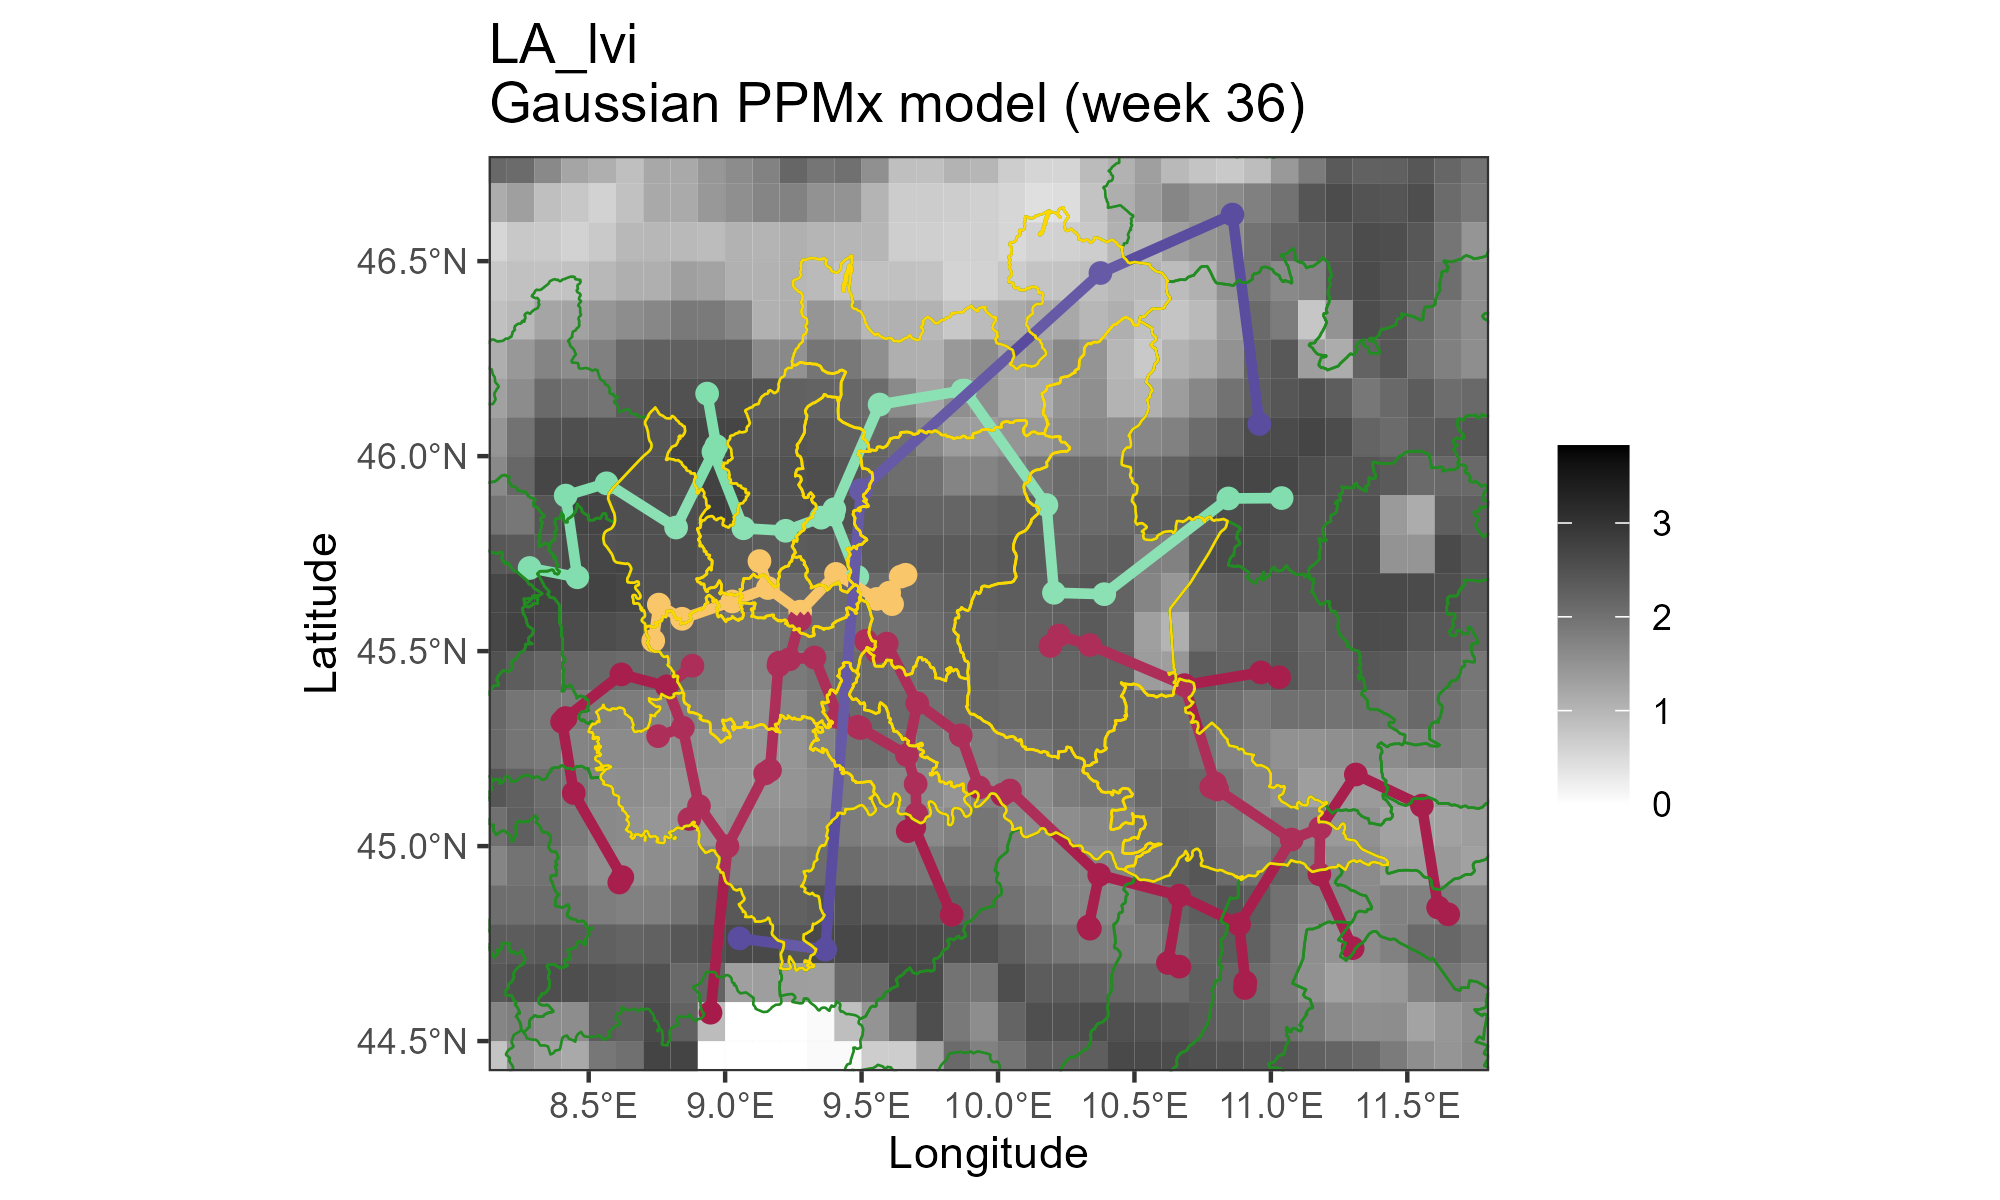 LA_lvi
Gaussian PPMx model (week 36)
46.5°N
46.0°N
45.5°N
45.0°N
44.5°N
Latitude
8.5°E 9.0°E 9.5°E 10.0°E 10.5°E 11.0°E 11.5°E
Longitude
3
2
1
0